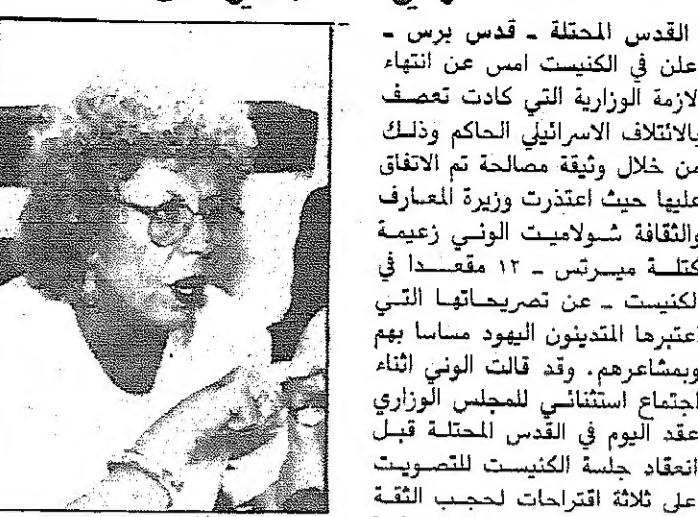 القدس المحتلة ـ قدس برس ـ
علن في الكنيست امس عن انتهاء
لازمة الوزارية التي كادت تعصف
بالائتلاف الاسرائيلي الحاكم وذلك
من خلال وثيقة مصالحة تم الاتفاق
عليها حيث اعتذرت وزيرة المعارف
والثقافة شولاميت الوني زعيمة
كتلة ميرتس ـ ١٢ مقعدا في
لكنيست ـ عن تصريحاتها التي
اعتبرها المتدينون اليهود مساسا بهم
وبمشاعرهم. وقد قالت الوني اثناء
اجتماع استثنائي للمجلس الوزاري
عقد اليوم في القدس المحتلة قبل
انعقاد جلسة الكنيست للتصويت
على ثلاثة اقتراحات لحجب الثقة